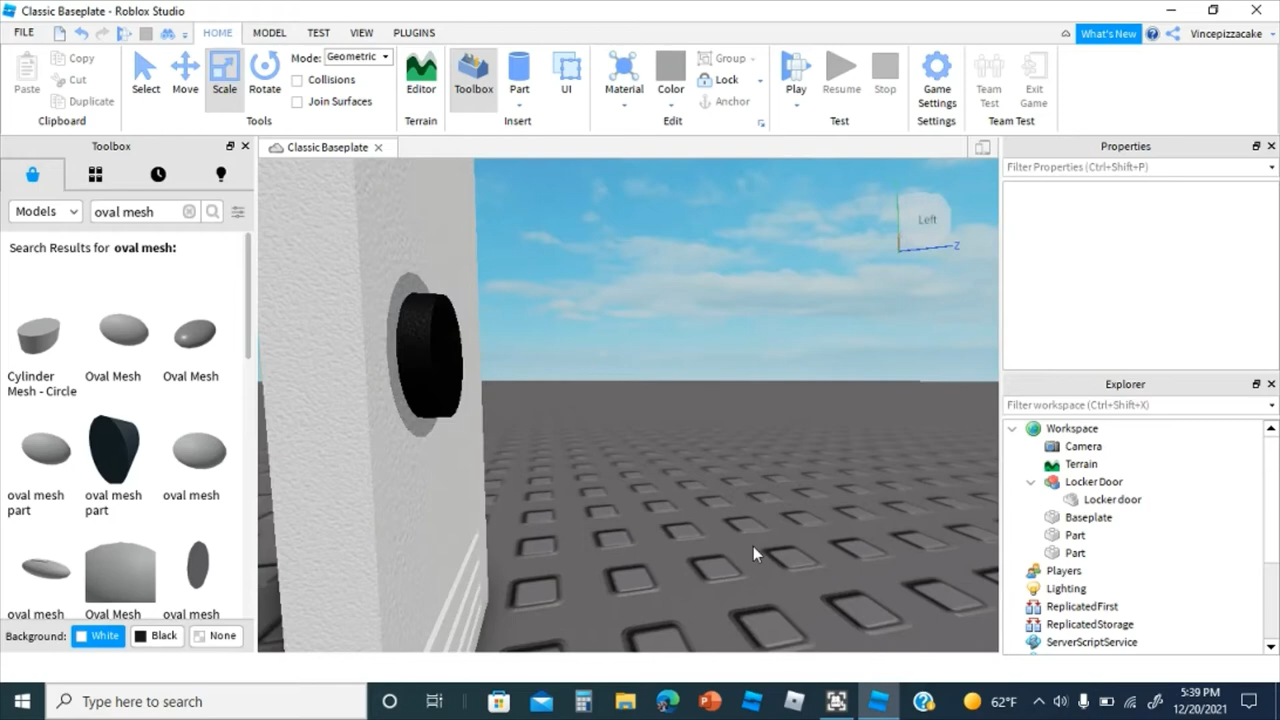 Classic Baseplate - Roblox Studio
FILE HOME MODEL TEST VIEW PLUGINS What's New Vincepizzacake
Paste Copy Cut Duplicate Clipboard
Select Move Scale Rotate Mode: Geometric Collisions Join Surfaces Tools
Editor Terrain
Toolbox Part UI Insert
Material Color Group Lock Anchor Edit
Play Resume Stop Test
Game Settings Settings
Team Test Exit Game Team Test
Toolbox
Models oval mesh
Search Results for oval mesh:
Cylinder Mesh - Circle
Oval Mesh
Oval Mesh
oval mesh
oval mesh part
oval mesh
oval mesh
Oval Mesh
oval mesh
Background: White Black None
Classic Baseplate
Left
Z
Properties
Filter Properties (Ctrl+Shift+P)
Explorer
Filter workspace (Ctrl+Shift+X)
Workspace
Camera
Terrain
Locker Door
Locker door
Baseplate
Part
Part
Players
Lighting
ReplicatedFirst
ReplicatedStorage
ServerScriptService
Type here to search
62°F
5:39 PM
12/20/2021